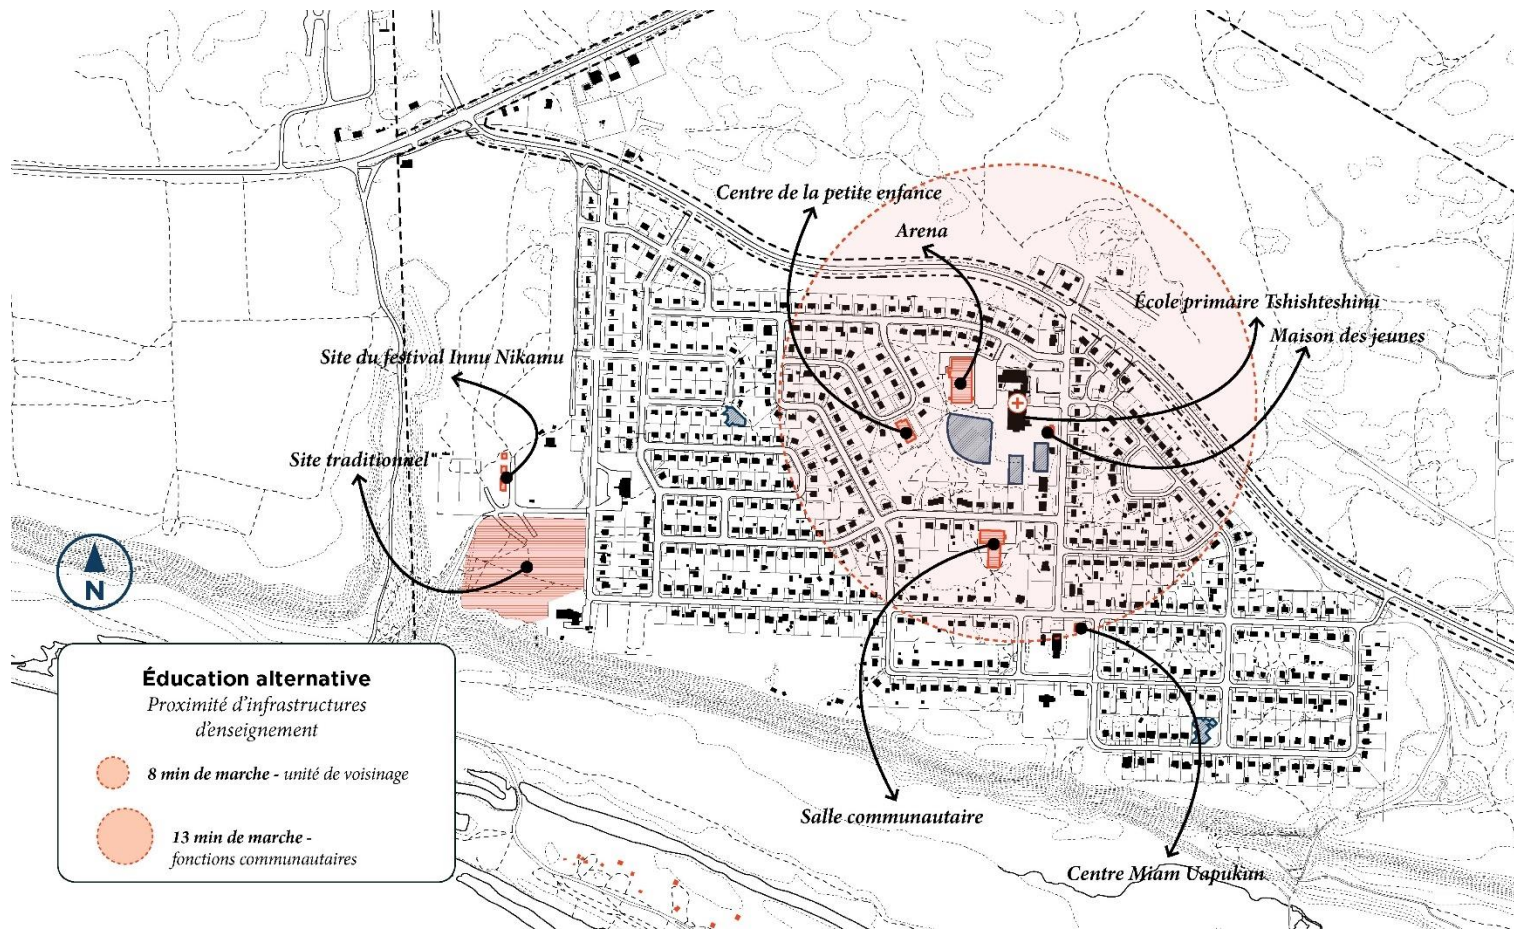 Centre de la petite enfance
Arena
École primaire Tshishteshinu
Maison des jeunes
Site du festival Innu Nikamu
Site traditionnel
N
Éducation alternative
Proximité d'infrastructures
d'enseignement
8 min de marche - unité de voisinage
13 min de marche -
fonctions communautaires
Salle communautaire
Centre Miam Uapukun